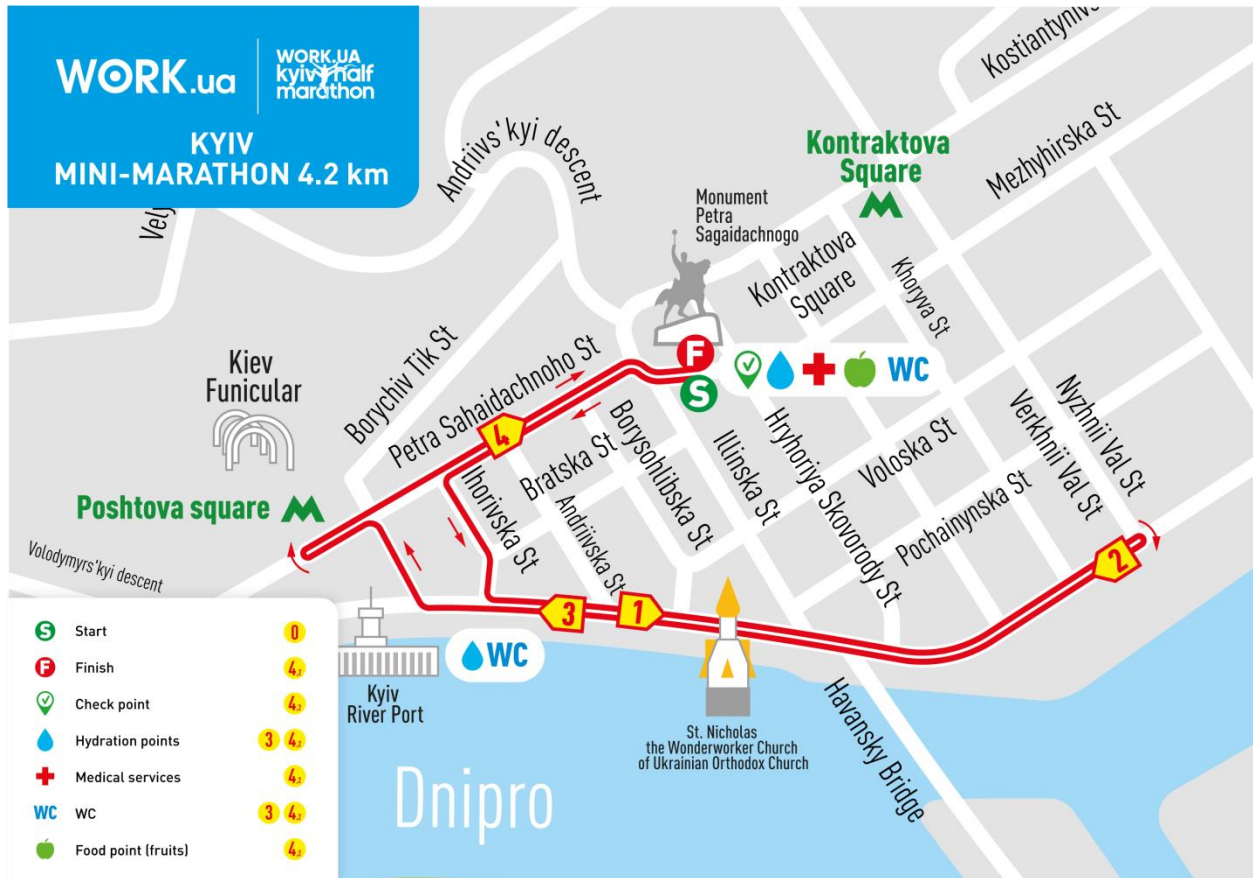 WORK.ua
WORK.UA
kyiv half
marathon
KYIV
MINI-MARATHON 4.2 km
Andriivs'kyi descent
Kostiantynivs
Mezhyhirska St
Kontraktova
Square
Monument
Petra
Sagaidachnogo
Kontraktova
Square
Khoryva St
Kiev
Funicular
Borychiv Tik St
Petra Sahaidachnoho St
F
S
WC
4
Poshtova square
Volodymyrs'kyi descent
Ihorivska St
Bratska St
Andriivska St
Borysohlibska St
Illinska St
Hryhoriya Skovorody St
Voloska St
Pochainynska St
Verkhnii Val St
Nyzhnii Val St
2
3
1
WC
Kyiv
River Port
St. Nicholas
the Wonderworker Church
of Ukrainian Orthodox Church
Havansky Bridge
Dnipro
S Start 0
F Finish 4,2
Check point 4,2
Hydration points 3 4,2
Medical services 4,2
WC WC 3 4,2
Food point (fruits) 4,2